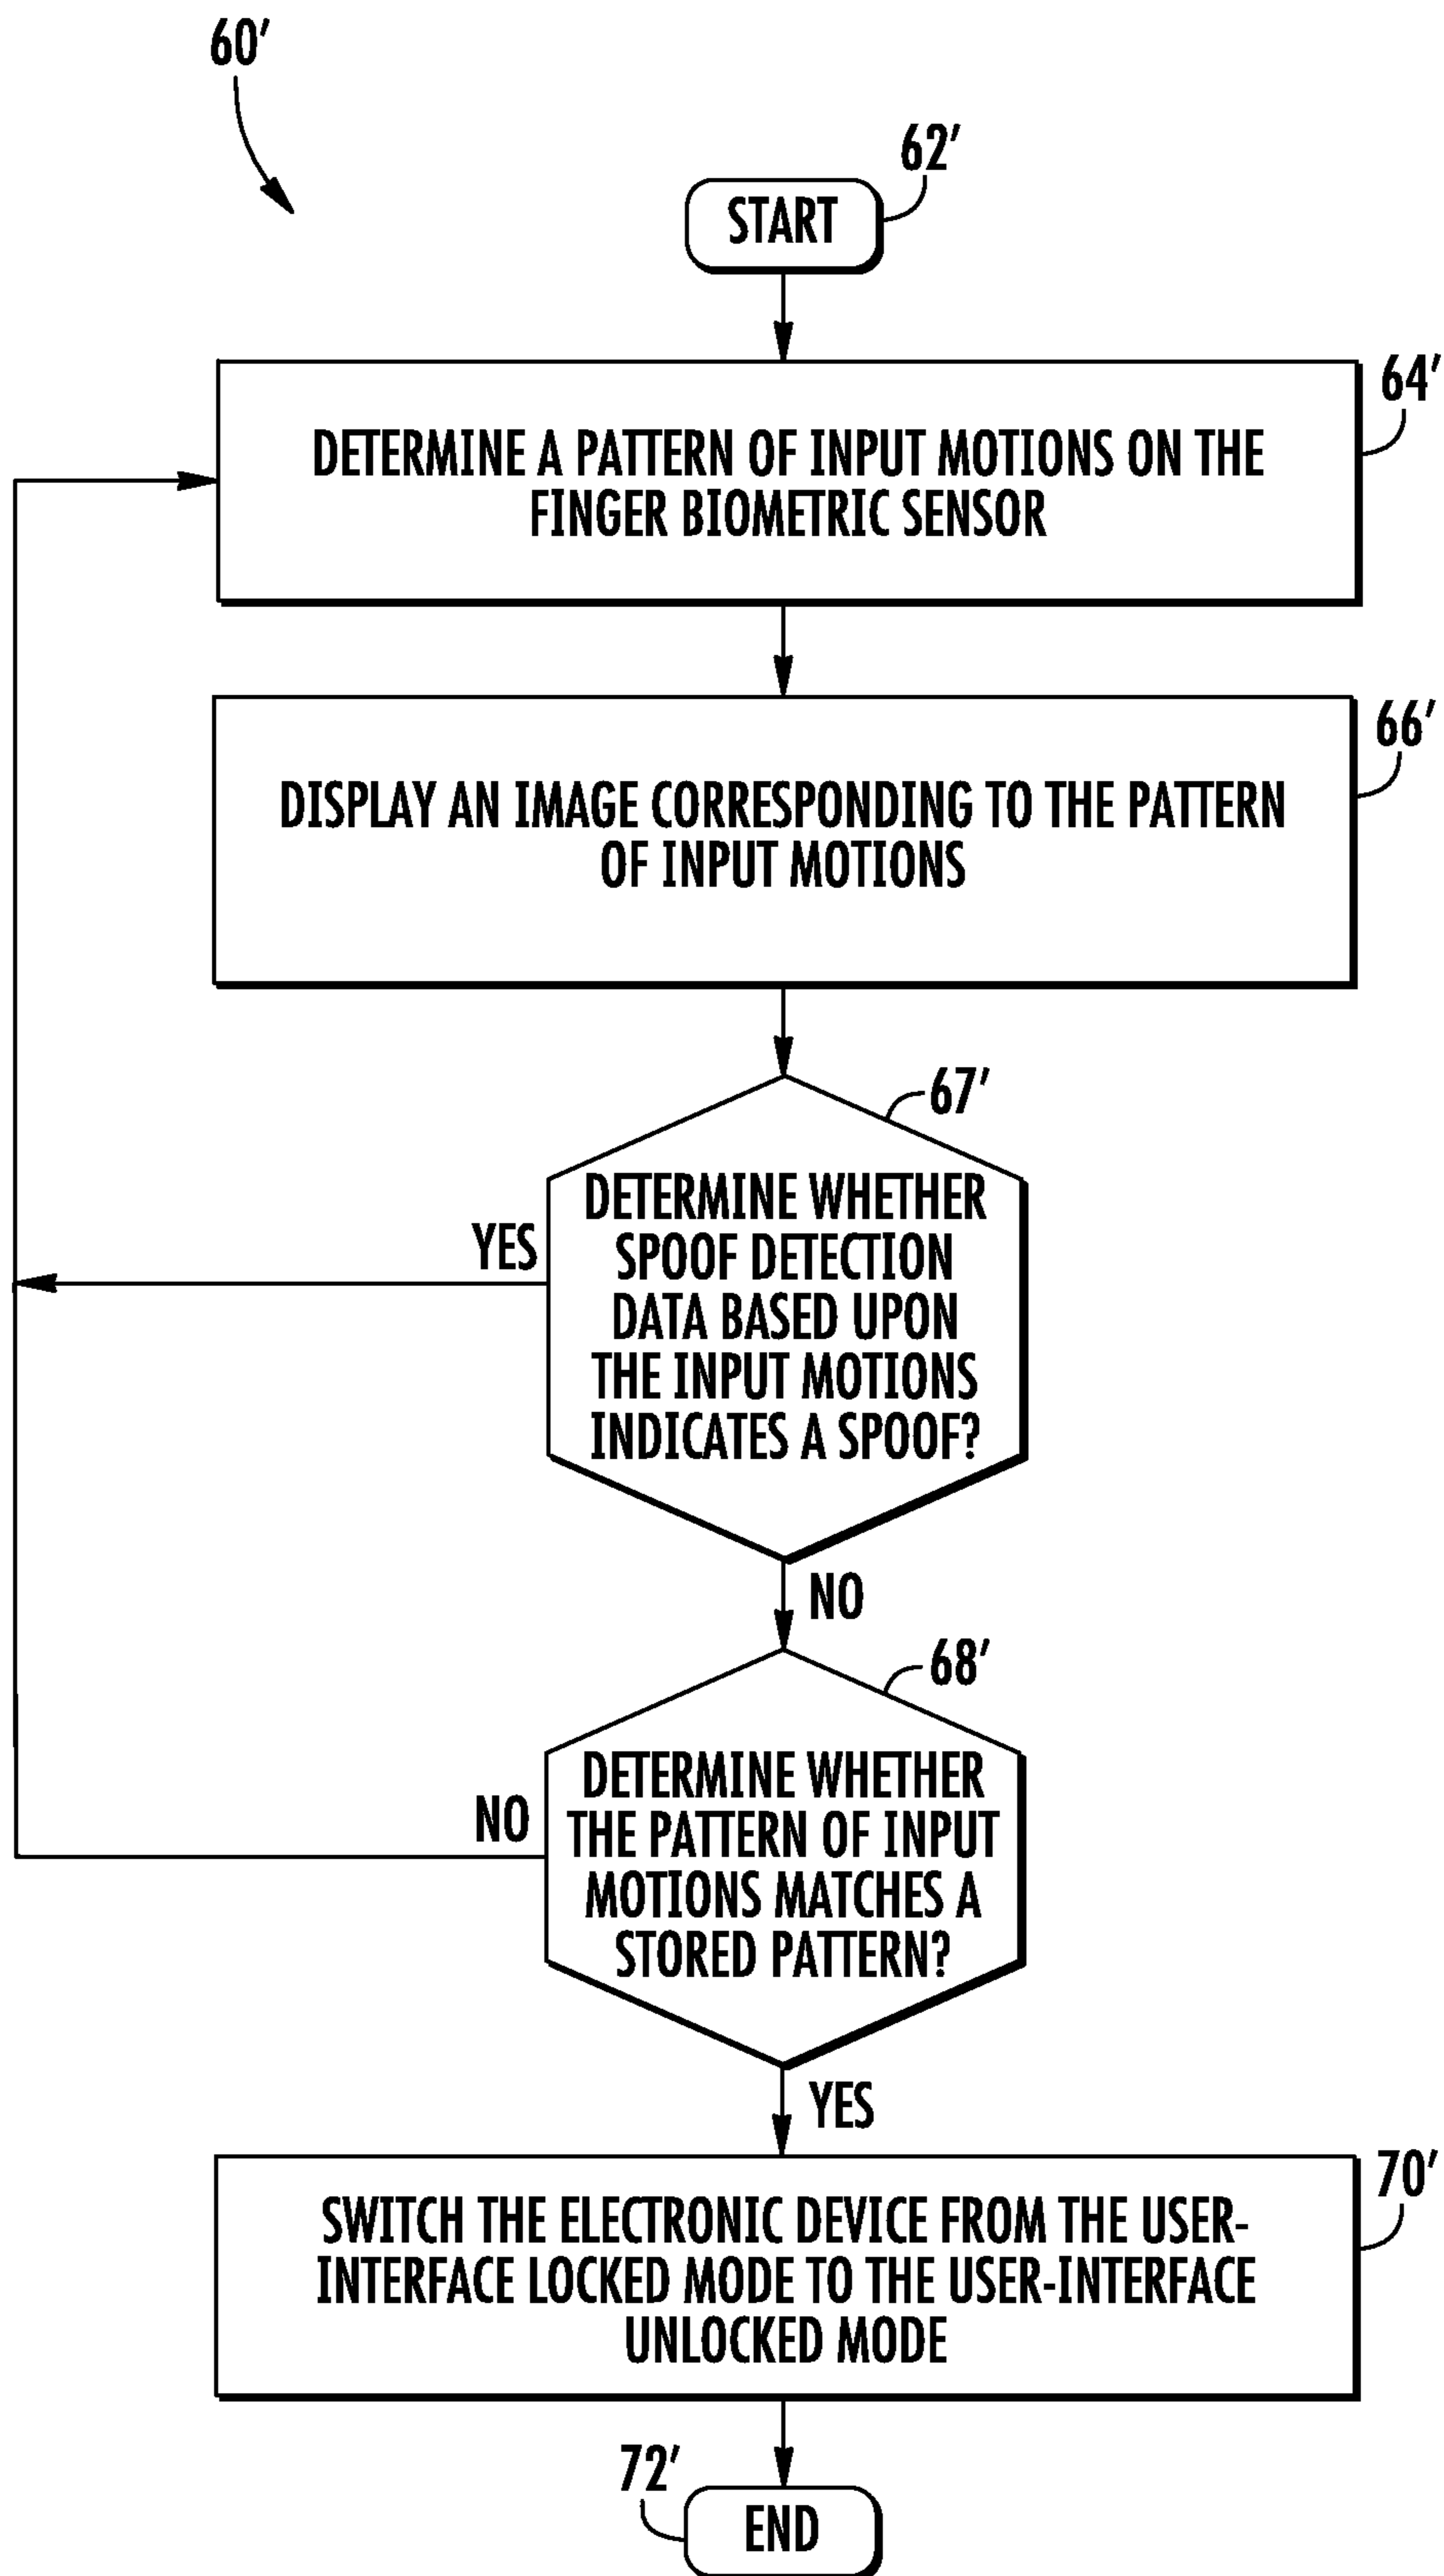 60'
62'
START
64'
DETERMINE A PATTERN OF INPUT MOTIONS ON THE
FINGER BIOMETRIC SENSOR
66'
DISPLAY AN IMAGE CORRESPONDING TO THE PATTERN
OF INPUT MOTIONS
67'
DETERMINE WHETHER
SPOOF DETECTION
DATA BASED UPON
THE INPUT MOTIONS
INDICATES A SPOOF?
YES
NO
68'
DETERMINE WHETHER
THE PATTERN OF INPUT
MOTIONS MATCHES A
STORED PATTERN?
NO
YES
70'
SWITCH THE ELECTRONIC DEVICE FROM THE USER-
INTERFACE LOCKED MODE TO THE USER-INTERFACE
UNLOCKED MODE
72'
END